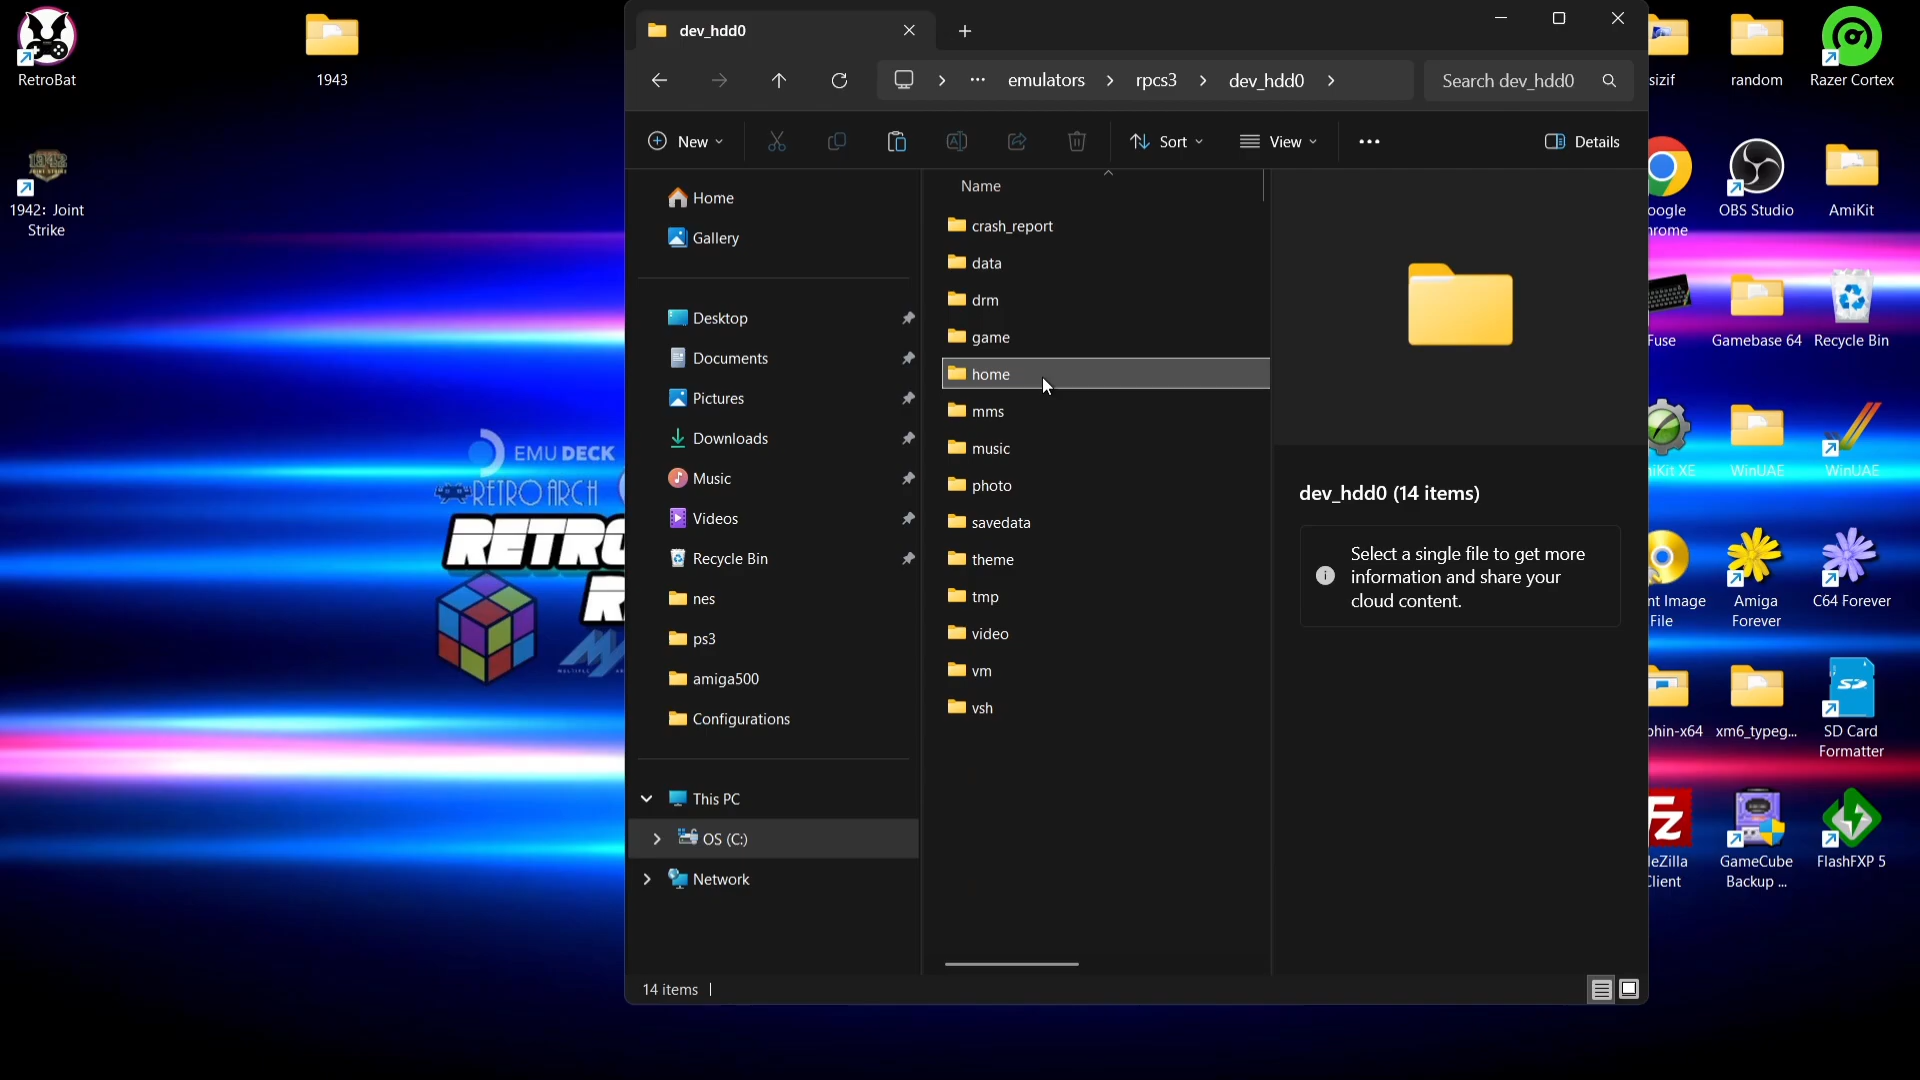 RetroBat
1943
1942: Joint
Strike
EMU DECK
RETROARCH
RETRO
R
dev_hdd0
emulators
rpcs3
dev_hdd0
Search dev_hdd0
New
Sort
View
Details
Home
Gallery
Desktop
Documents
Pictures
Downloads
Music
Videos
Recycle Bin
nes
ps3
amiga500
Configurations
This PC
OS (C:)
Network
Name
crash_report
data
drm
game
home
mms
music
photo
savedata
theme
tmp
video
vm
vsh
dev_hdd0 (14 items)
Select a single file to get more
information and share your
cloud content.
14 items
sizif
random
Razer Cortex
oogle
hrome
OBS Studio
AmiKit
Fuse
Gamebase 64
Recycle Bin
iKit XE
WinUAE
WinUAE
nt Image
File
Amiga
Forever
C64 Forever
phin-x64
xm6_typeg...
SD Card
Formatter
leZilla
Client
GameCube
Backup ...
FlashFXP 5